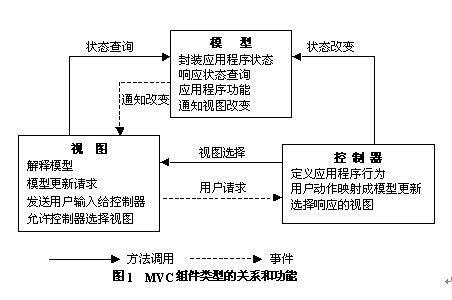 模 型
封装应用程序状态
响应状态查询
应用程序功能
通知视图改变
状态查询
状态改变
通知改变
视 图
解释模型
模型更新请求
发送用户输入给控制器
允许控制器选择视图
视图选择
用户请求
控 制 器
定义应用程序行为
用户动作映射成模型更新
选择响应的视图
方法调用
事件
图1 MVC组件类型的关系和功能